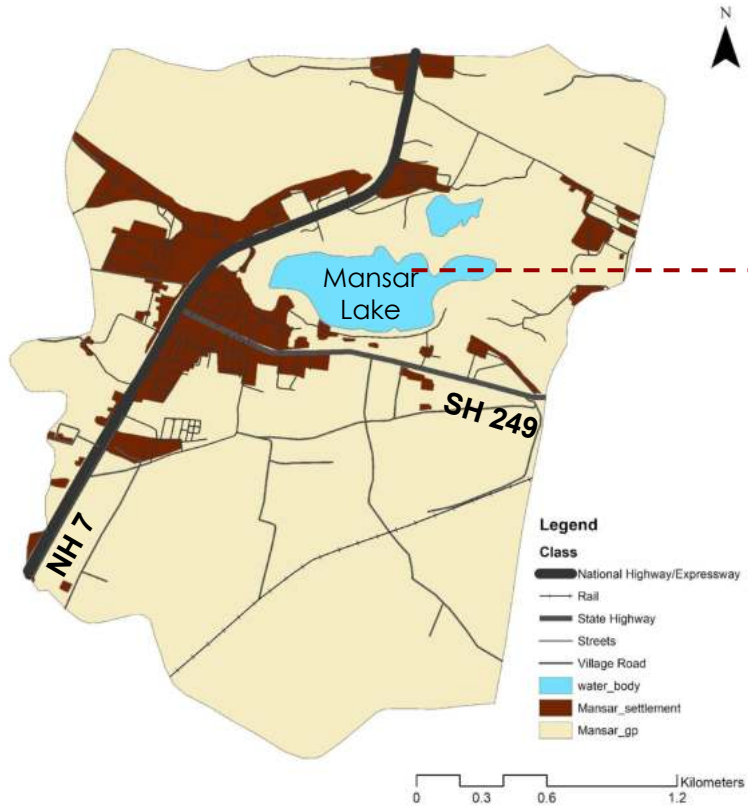 N
Mansar
Lake
SH 249
NH 7
Legend
Class
National Highway/Expressway
Rail
State Highway
Streets
Village Road
water_body
Mansar_settlement
Mansar_gp
Kilometers
0 0.3 0.6 1.2